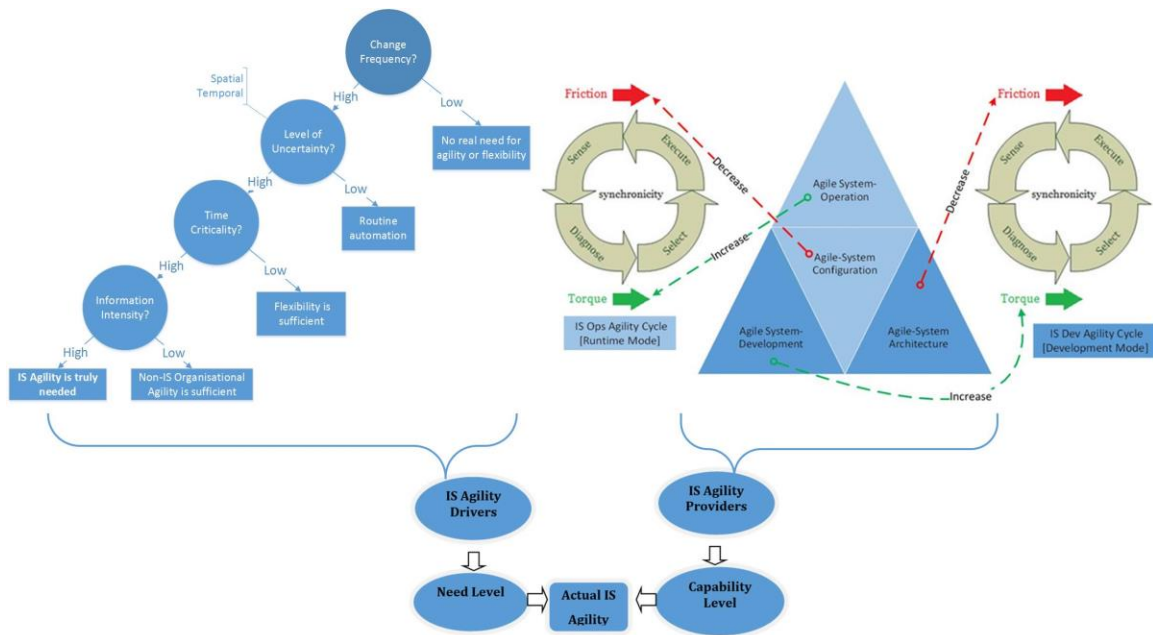 Change
Frequency?
Spatial
Temporal
High
Low
Level of
Uncertainty?
No real need for
agility or flexibility
High
Low
Time
Criticality?
Routine
automation
High
Low
Information
Intensity?
Flexibility is
sufficient
High
Low
IS Agility is truly
needed
Non-IS Organisational
Agility is sufficient
Friction
Sense
Execute
synchronicity
Diagnose
Select
Torque
IS Ops Agility Cycle
[Runtime Mode]
Decrease
Increase
Agile System-
Operation
Agile-System
Configuration
Agile System-
Development
Agile-System
Architecture
Decrease
Increase
Friction
Sense
Execute
synchronicity
Diagnose
Select
Torque
IS Dev Agility Cycle
[Development Mode]
IS Agility
Drivers
IS Agility
Providers
Need Level
Actual IS
Agility
Capability
Level